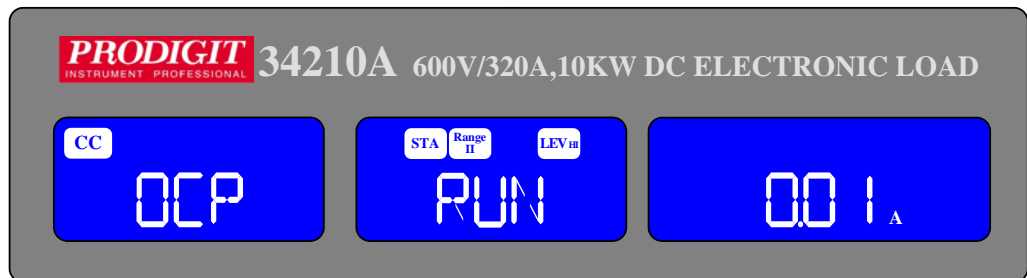 PRODIGIT
INSTRUMENT PROFESSIONAL
34210A 600V/320A,10KW DC ELECTRONIC LOAD
CC
OCP
STA Range II LEV HI
RUN
0.01 A